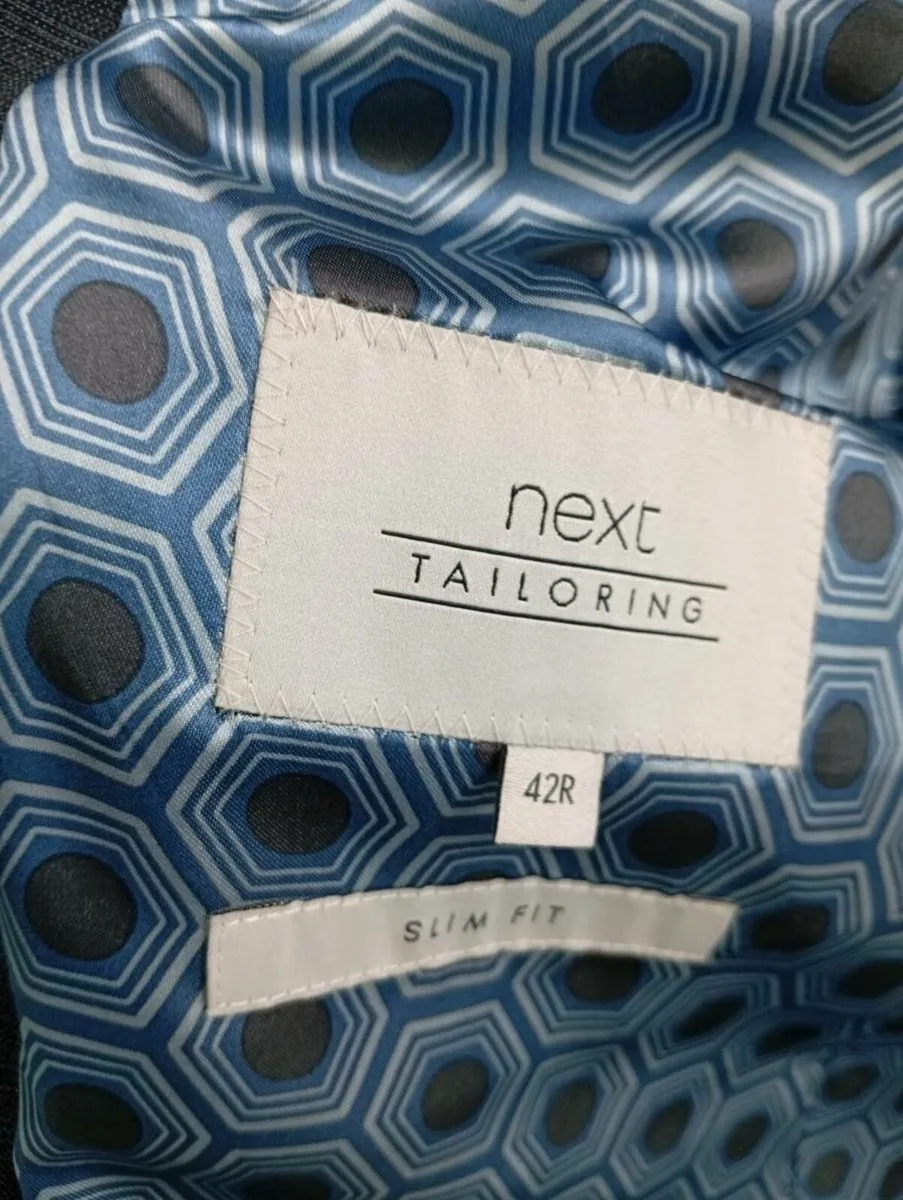 next
TAILORING
42R
SLIM FIT